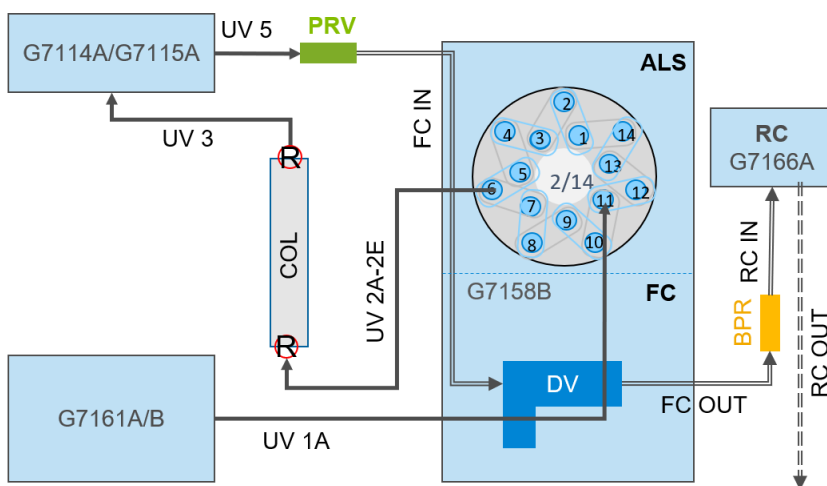 UV 5
PRV
G7114A/G7115A
ALS
FC IN
UV 3
2
4
3
1
14
5
13
2/14
6
12
7
11
9
8
10
RC
G7166A
R
COL
R
UV 2A-2E
G7158B
FC
RC IN
BPR
RC OUT
DV
FC OUT
G7161A/B
UV 1A